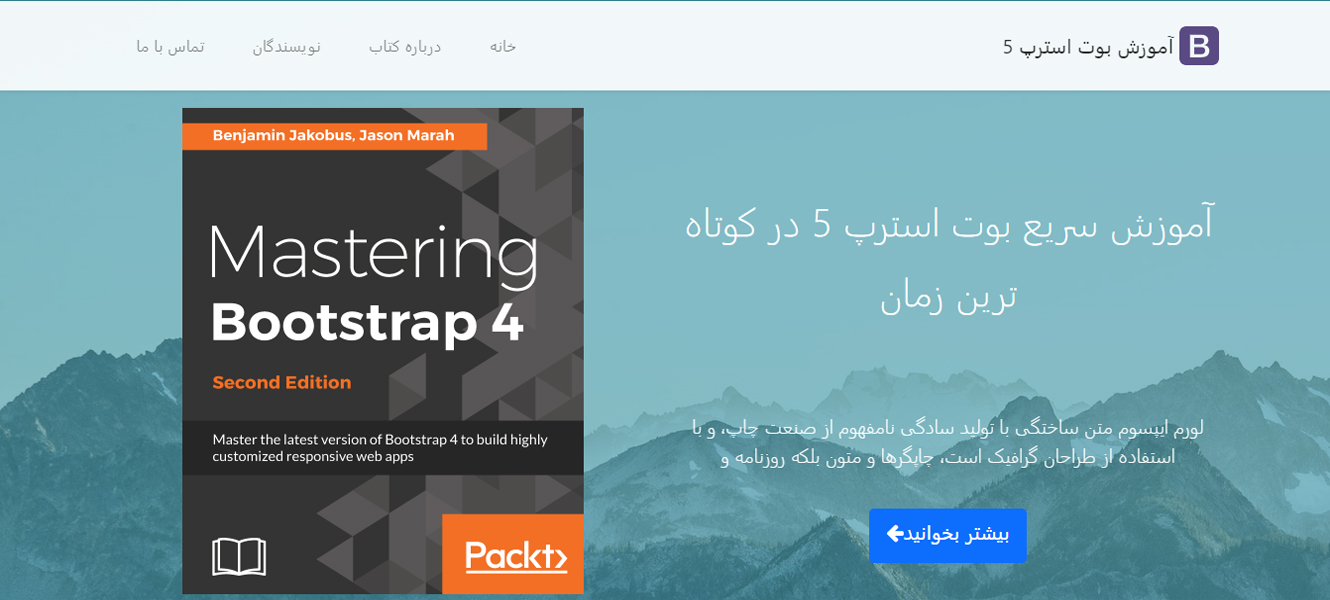 B آموزش بوت استرپ 5
خانه
درباره کتاب
نویسندگان
تماس با ما
آموزش سریع بوت استرپ 5 در کوتاه
ترین زمان
لورم ایپسوم متن ساختگی با تولید سادگی نامفهوم از صنعت چاپ، و با
استفاده از طراحان گرافیک است، چاپگرها و متون بلکه روزنامه و
بیشتر بخوانید
Benjamin Jakobus, Jason Marah
Mastering
Bootstrap 4
Second Edition
Master the latest version of Bootstrap 4 to build highly
customized responsive web apps
Packt